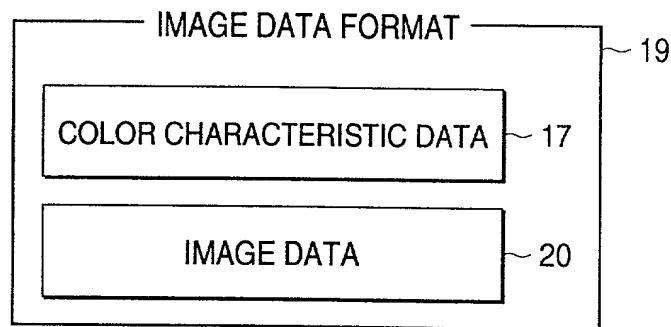 IMAGE DATA FORMAT
19
COLOR CHARACTERISTIC DATA 17
IMAGE DATA 20